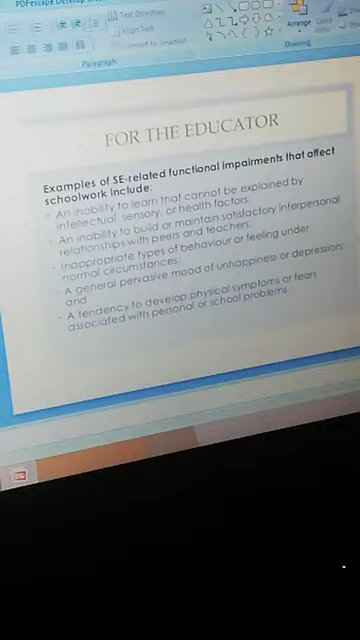 PDFescape Desktop
Text Direction
Align Text
Convert to SmartArt
Arrange
Quick
Paragraph
Drawing
FOR THE EDUCATOR
Examples of SE-related functional impairments that affect
schoolwork include:
• An inability to learn that cannot be explained by
intellectual, sensory, or health factors;
• An inability to build or maintain satisfactory interpersonal
relationships with peers and teachers;
• Inappropriate types of behaviour or feeling under
normal circumstances;
A general pervasive mood of unhappiness or depression;
and
• A tendency to develop physical symptoms or fears
associated with personal or school problems